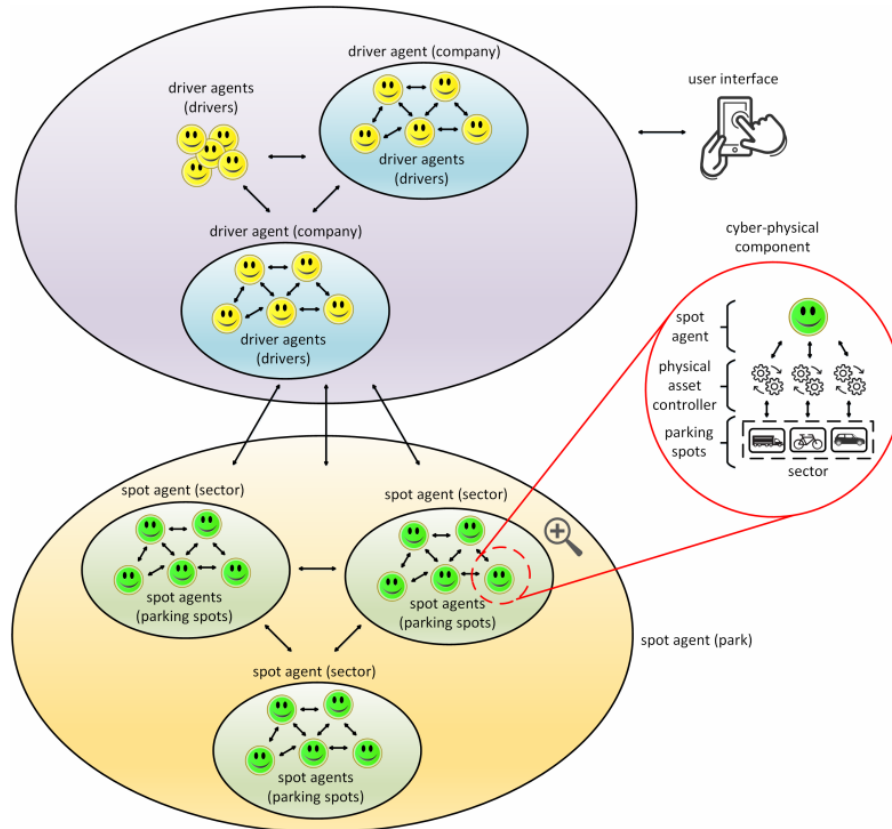 driver agent (company)
driver agents
(drivers)
driver agents
(drivers)
user interface
driver agent (company)
driver agents
(drivers)
cyber-physical
component
spot
agent
physical
asset
controller
parking
spots
sector
spot agent (sector)
spot agents
(parking spots)
spot agent (sector)
spot agents
(parking spots)
spot agent (park)
spot agent (sector)
spot agents
(parking spots)